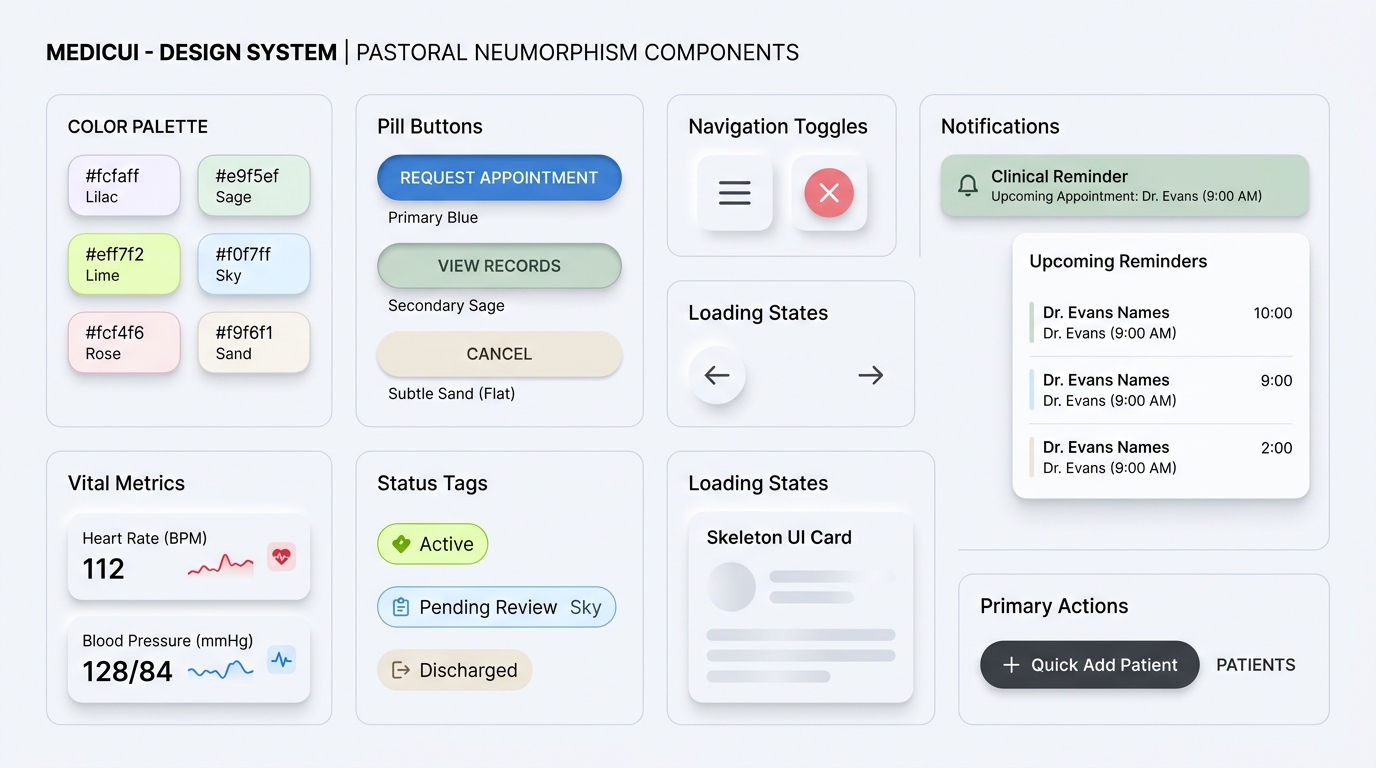 MEDICUI - DESIGN SYSTEM | PASTORAL NEUMORPHISM COMPONENTS
COLOR PALETTE
#fcfaff
Lilac
#e9f5ef
Sage
#eff7f2
Lime
#f0f7ff
Sky
#fcf4f6
Rose
#f9f6f1
Sand
Pill Buttons
REQUEST APPOINTMENT
Primary Blue
VIEW RECORDS
Secondary Sage
CANCEL
Subtle Sand (Flat)
Navigation Toggles
Loading States
Notifications
Clinical Reminder
Upcoming Appointment: Dr. Evans (9:00 AM)
Upcoming Reminders
Dr. Evans Names 10:00
Dr. Evans (9:00 AM)
Dr. Evans Names 9:00
Dr. Evans (9:00 AM)
Dr. Evans Names 2:00
Dr. Evans (9:00 AM)
Vital Metrics
Heart Rate (BPM)
112
Blood Pressure (mmHg)
128/84
Status Tags
Active
Pending Review Sky
Discharged
Loading States
Skeleton UI Card
Primary Actions
Quick Add Patient PATIENTS